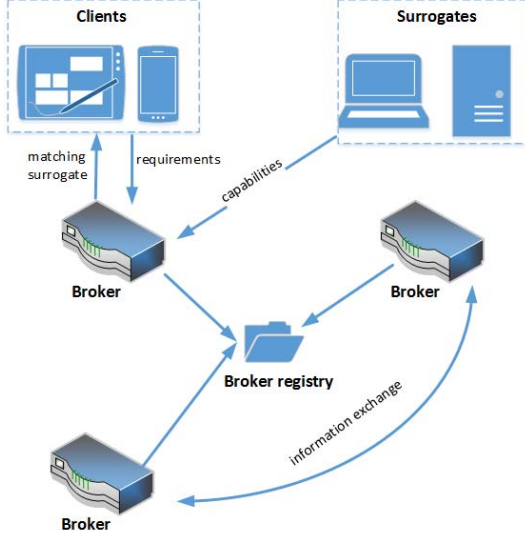 Clients
Surrogates
matching
surrogate
requirements
capabilities
Broker
Broker
Broker registry
information exchange
Broker